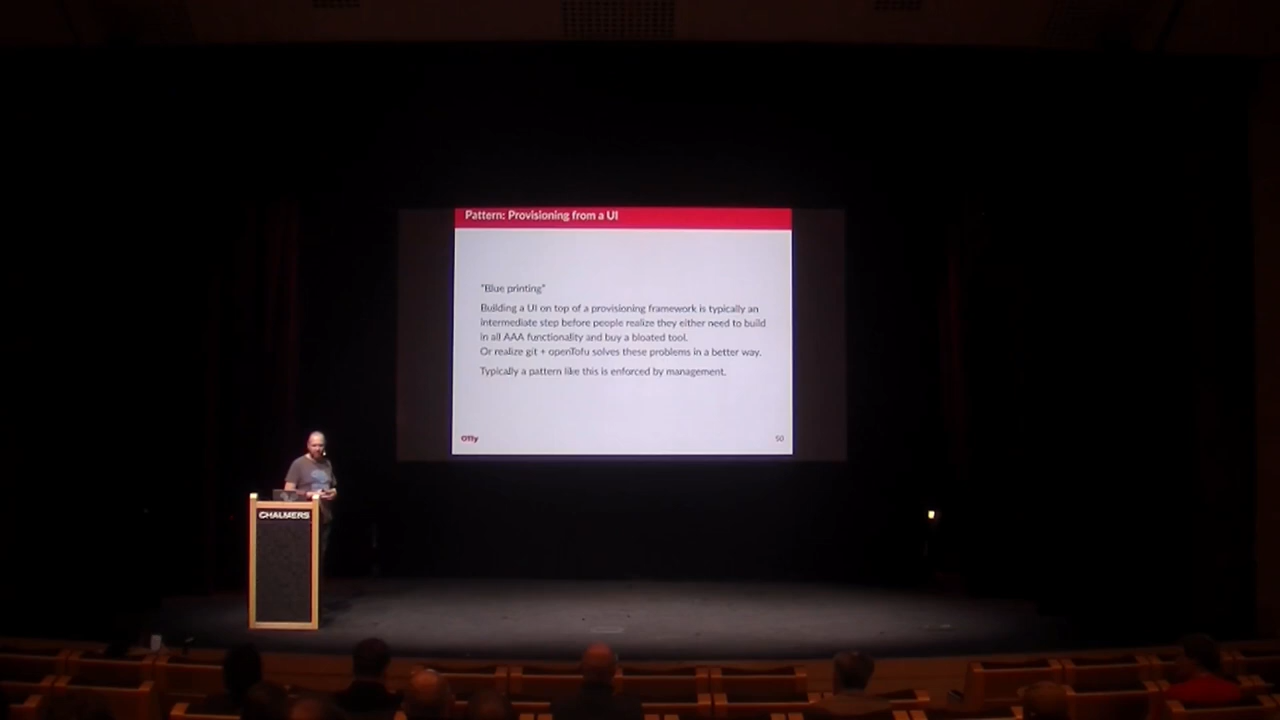 Pattern: Provisioning from a UI
"Blue printing"
Building a UI on top of a provisioning framework is typically an
intermediate step before people realize they either need to build
in all AAA functionality and buy a bloated tool.
Or realize git + openTofu solves these problems in a better way.
Typically a pattern like this is enforced by management.
50
CHALMERS